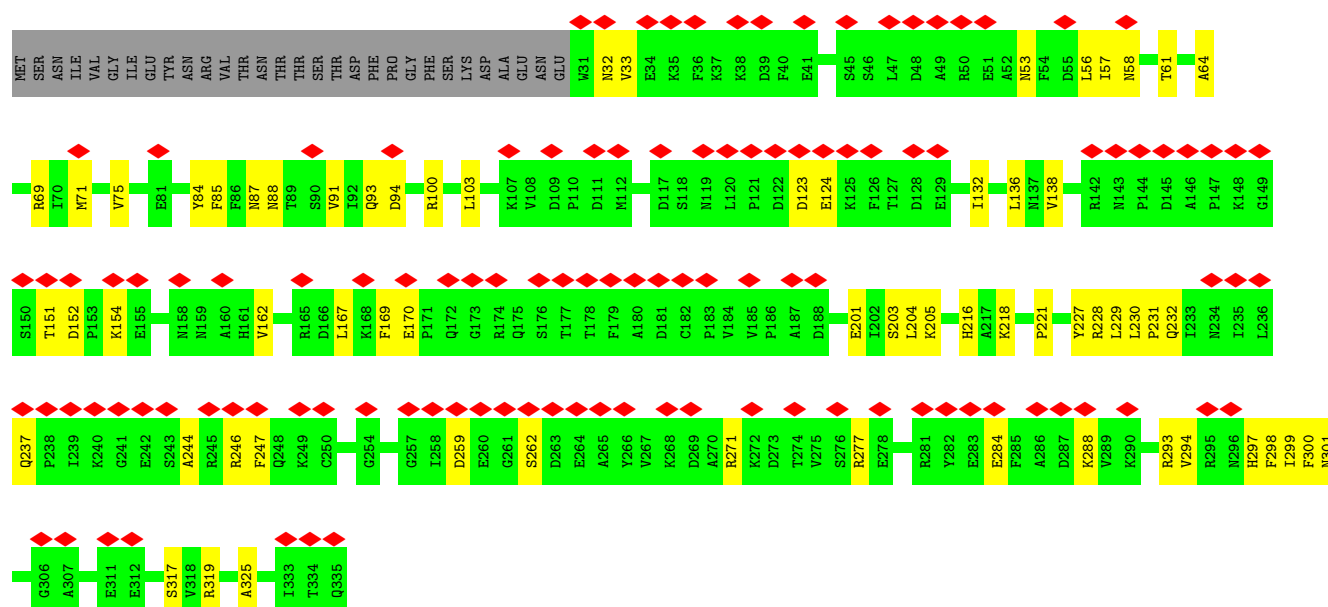 MET SER ASN ILE VAL GLY ILE GLU TYR ASN ARG VAL THR ASN THR THR SER THR ASP PHE PRO GLY PHE SER LYS ASP ALA GLU ASN GLU W31 N32 V33 E34 K35 F36 K37 K38 D39 F40 E41 S45 S46 L47 D48 A49 R50 E51 A52 N53 F54 D55 L56 I57 N58 T61 A64
R69 I70 M71 V75 E81 Y84 F85 F86 N87 N88 T89 S90 V91 I92 Q93 D94 R100 L103 K107 V108 D109 P110 D111 M112 D117 S118 N119 L120 P121 D122 D123 E124 K125 F126 T127 D128 E129 I132 L136 N137 V138 R142 N143 P144 D145 A146 P147 K148 G149
S150 T151 D152 P153 K154 E155 N158 N159 A160 H161 V162 R165 D166 L167 K168 F169 E170 P171 Q172 G173 R174 Q175 S176 T177 T178 F179 A180 D181 C182 P183 V184 V185 P186 A187 D188 E201 I202 S203 L204 K205 H216 A217 K218 P221 Y227 R228 L229 L230 P231 Q232 I233 N234 I235 L236
Q237 P238 I239 K240 G241 E242 S243 A244 R245 R246 F247 Q248 K249 C250 G254 G257 I258 D259 E260 G261 S262 D263 E264 A265 Y266 V267 K268 D269 A270 R271 K272 D273 T274 V275 S276 R277 E278 R281 Y282 E283 E284 F285 A286 D287 K288 V289 K290 R293 V294 R295 N296 H297 F298 I299 F300 N301
G306 A307 E311 E312 S317 V318 R319 A325 I333 T334 Q335